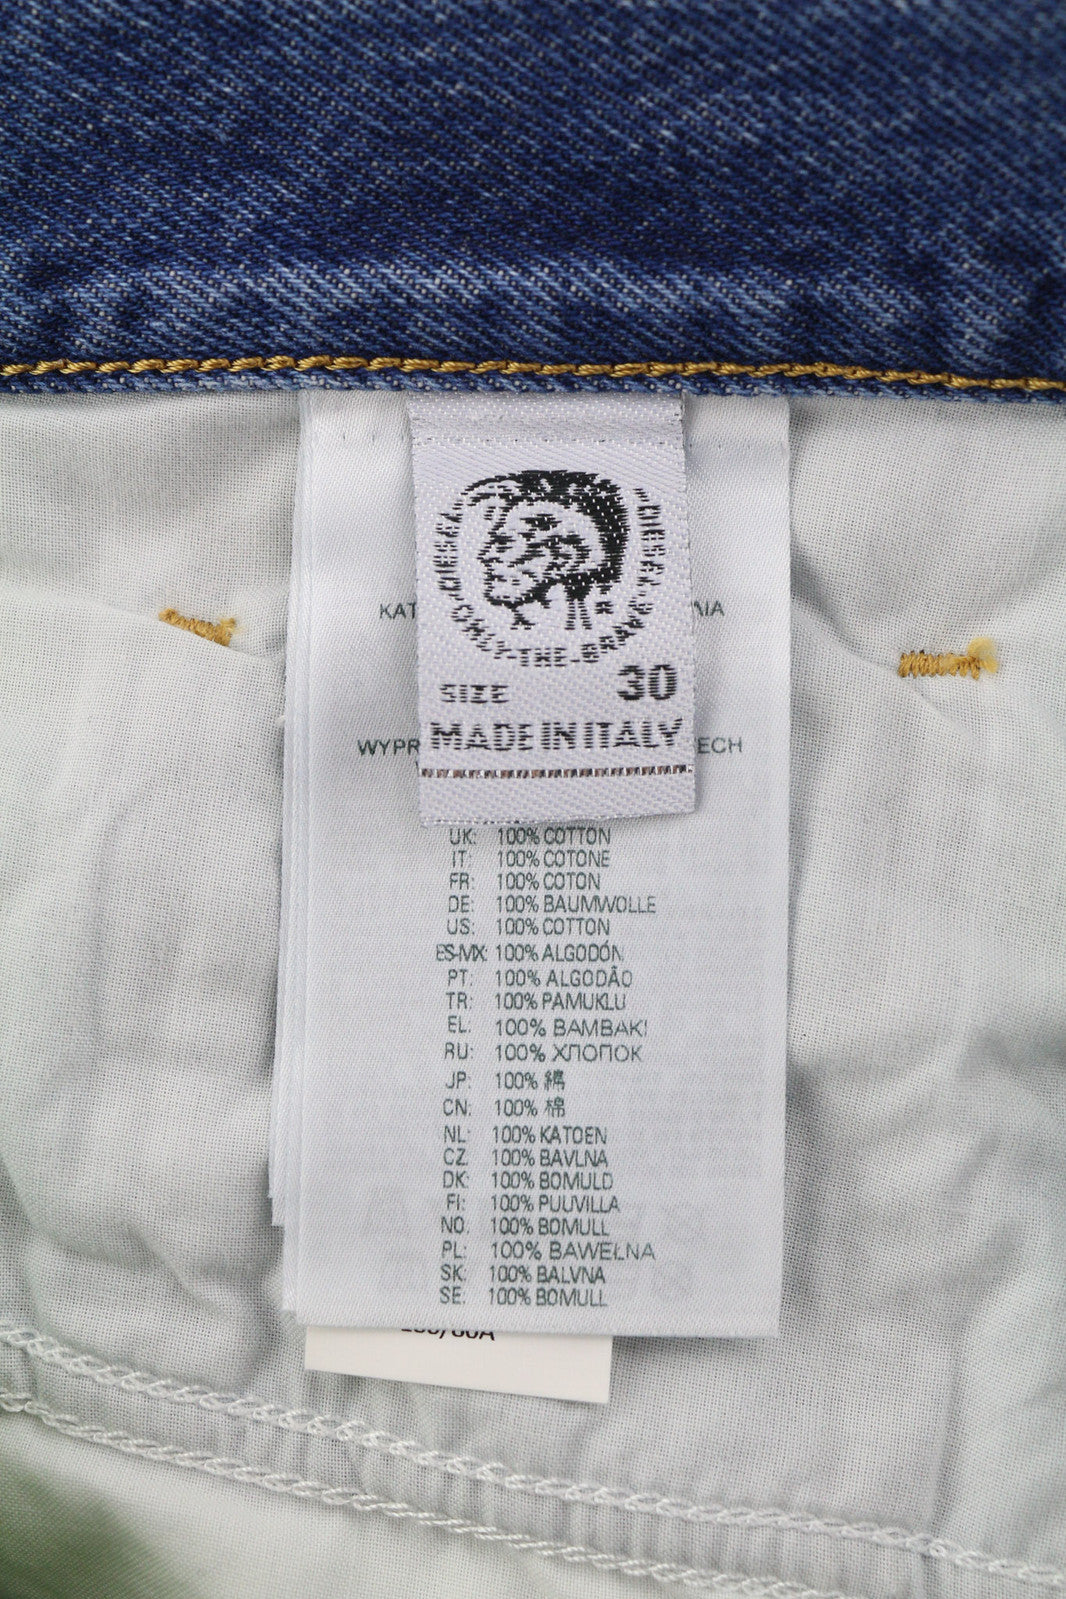 DIESEL
DIESEL
ONLY-THE-BRAVE
SIZE 30
MADE IN ITALY
UK: 100% COTTON
IT: 100% COTONE
FR: 100% COTON
DE: 100% BAUMWOLLE
US: 100% COTTON
ES-MX: 100% ALGODÓN
PT: 100% ALGODÃO
TR: 100% PAMUKLU
EL: 100% BAMBAKI
RU: 100% ХЛОПОК
JP: 100% 綿
CN: 100% 棉
NL: 100% KATOEN
CZ: 100% BAVLNA
DK: 100% BOMULD
FI: 100% PUUVILLA
NO: 100% BOMULL
PL: 100% BAWEŁNA
SK: 100% BALVNA
SE: 100% BOMULL